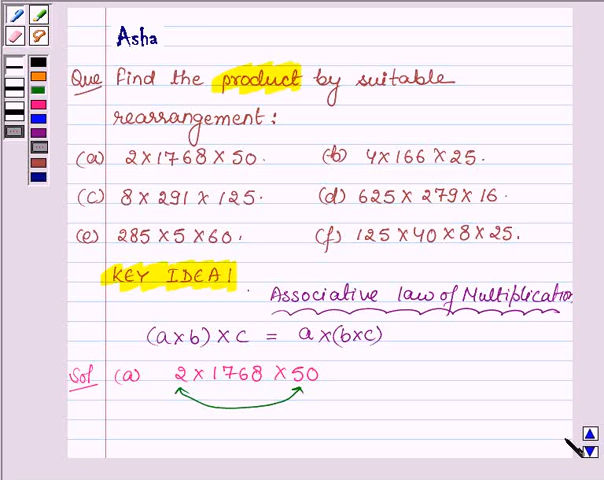 Asha
Que Find the product by suitable
rearrangement:
(a) 2×1768×50. (b) 4×166×25.
(c) 8×291×125. (d) 625×279×16.
(e) 285×5×60. (f) 125×40×8×25.
KEY IDEA!
Associative law of Multiplicatio
(a×b)×c = a×(b×c)
Sol (a) 2×1768×50